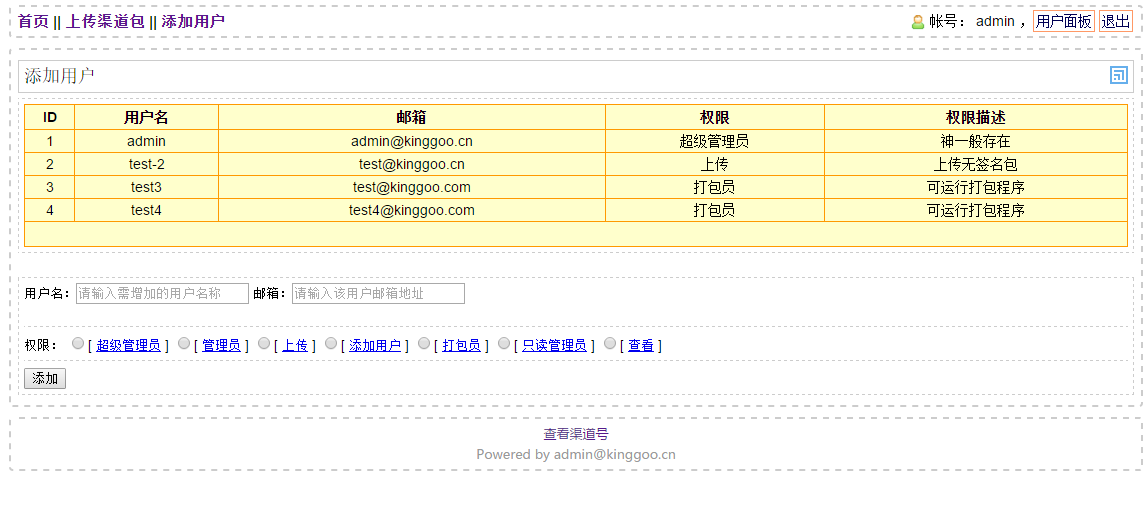 首页 || 上传渠道包 || 添加用户 帐号： admin ， 用户面板 退出
添加用户
ID 用户名 邮箱 权限 权限描述
1 admin admin@kinggoo.cn 超级管理员 神一般存在
2 test-2 test@kinggoo.cn 上传 上传无签名包
3 test3 test@kinggoo.com 打包员 可运行打包程序
4 test4 test4@kinggoo.com 打包员 可运行打包程序
用户名： 请输入需增加的用户名称 邮箱： 请输入该用户邮箱地址
权限： [ 超级管理员 ] [ 管理员 ] [ 上传 ] [ 添加用户 ] [ 打包员 ] [ 只读管理员 ] [ 查看 ]
添加
查看渠道号
Powered by admin@kinggoo.cn